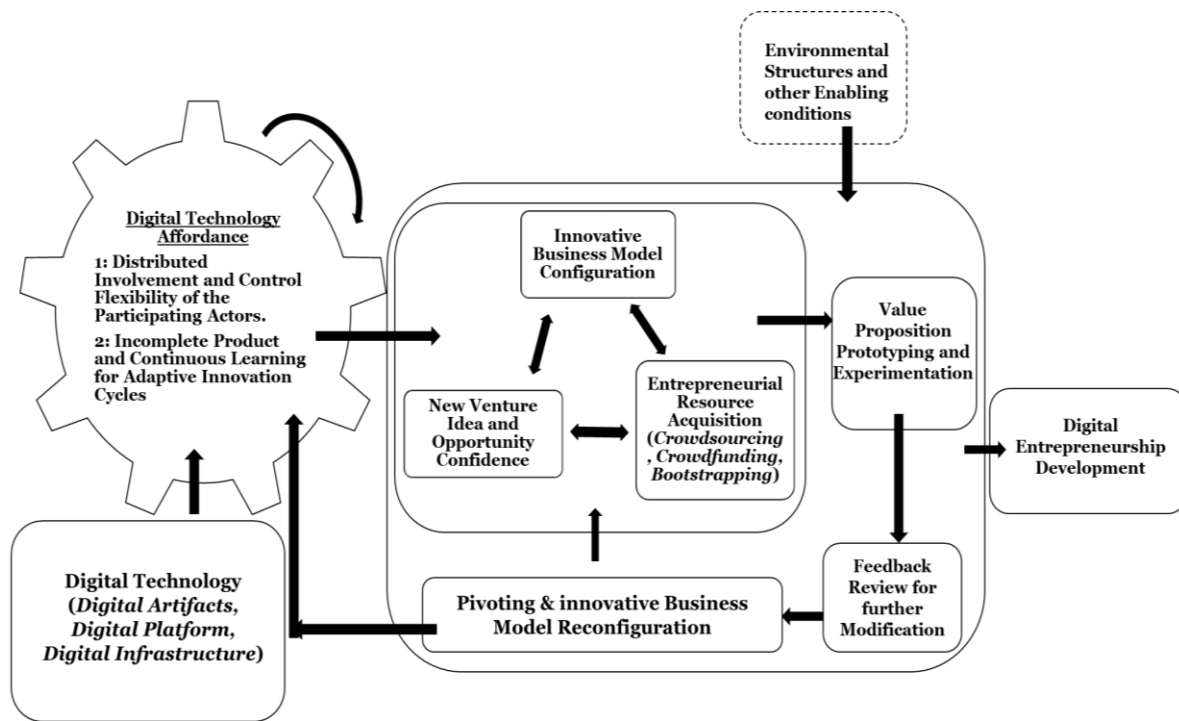 Environmental
Structures and
other Enabling
conditions
Digital Technology
Affordance
1: Distributed
Involvement and Control
Flexibility of the
Participating Actors.
2: Incomplete Product
and Continuous Learning
for Adaptive Innovation
Cycles
Innovative
Business Model
Configuration
New Venture
Idea and
Opportunity
Confidence
Entrepreneurial
Resource
Acquisition
(Crowdsourcing
, Crowdfunding,
Bootstrapping)
Value
Proposition
Prototyping and
Experimentation
Digital
Entrepreneurship
Development
Feedback
Review for
further
Modification
Pivoting & innovative Business
Model Reconfiguration
Digital Technology
(Digital Artifacts,
Digital Platform,
Digital Infrastructure)